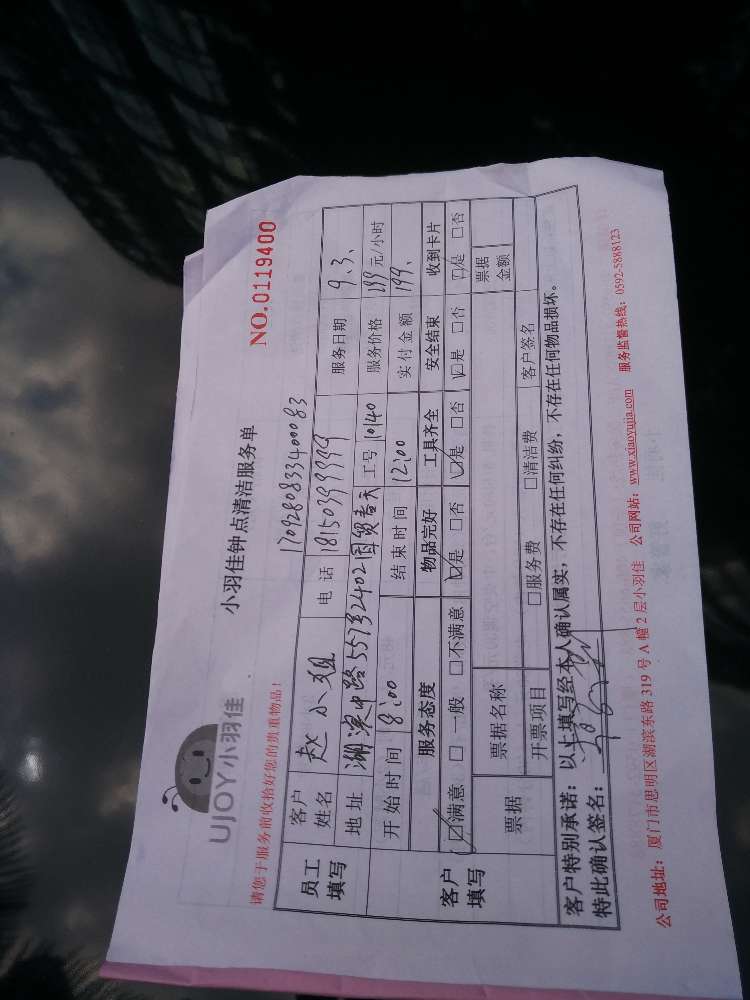 UJOY小羽佳
小羽佳钟点清洁服务单
NO.0119400
请您于服务前收拾好您的贵重物品!
170928083340083
员工填写 客户姓名 赵小姐 电话 18150399999 服务日期 9.3.
地址 湖滨中路 国贸春天 工号 10140 服务价格 199元/小时
开始时间 8:00 结束时间 12:00 实付金额 199.
客户填写 服务态度 物品完好 工具齐全 安全结束 收到卡片
☑满意 □一般 □不满意 ☑是 □否 ☑是 □否 ☑是 □否 ☑是 □否
票据 票据名称 票据金额
开票项目 □服务费 □清洁费 客户签名
客户特别承诺:以上填写经本人确认属实,不存在任何纠纷,不存在任何物品损坏。
特此确认签名:
公司地址:厦门市思明区湖滨东路319号A幢2层小羽佳 公司网站:www.xiaoyujia.com 服务监督热线:0592-5888123